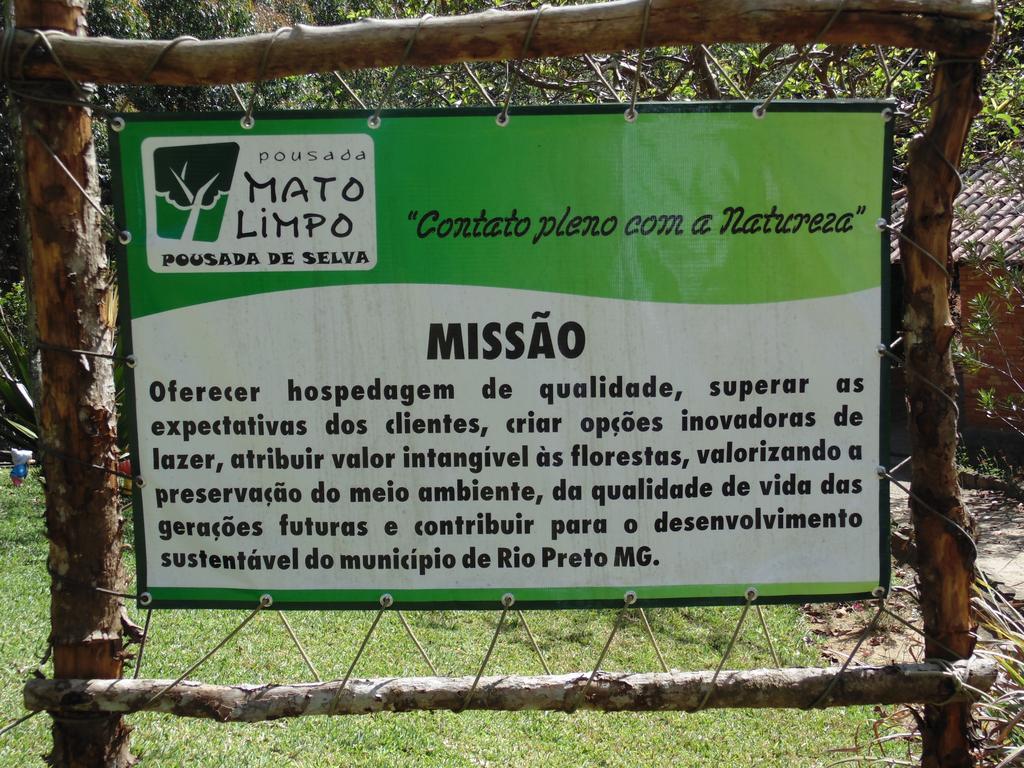 pousada
MATO
LIMPO
POUSADA DE SELVA
"Contato pleno com a Natureza"
MISSÃO
Oferecer hospedagem de qualidade, superar as
expectativas dos clientes, criar opções inovadoras de
lazer, atribuir valor intangível às florestas, valorizando a
preservação do meio ambiente, da qualidade de vida das
gerações futuras e contribuir para o desenvolvimento
sustentável do município de Rio Preto MG.